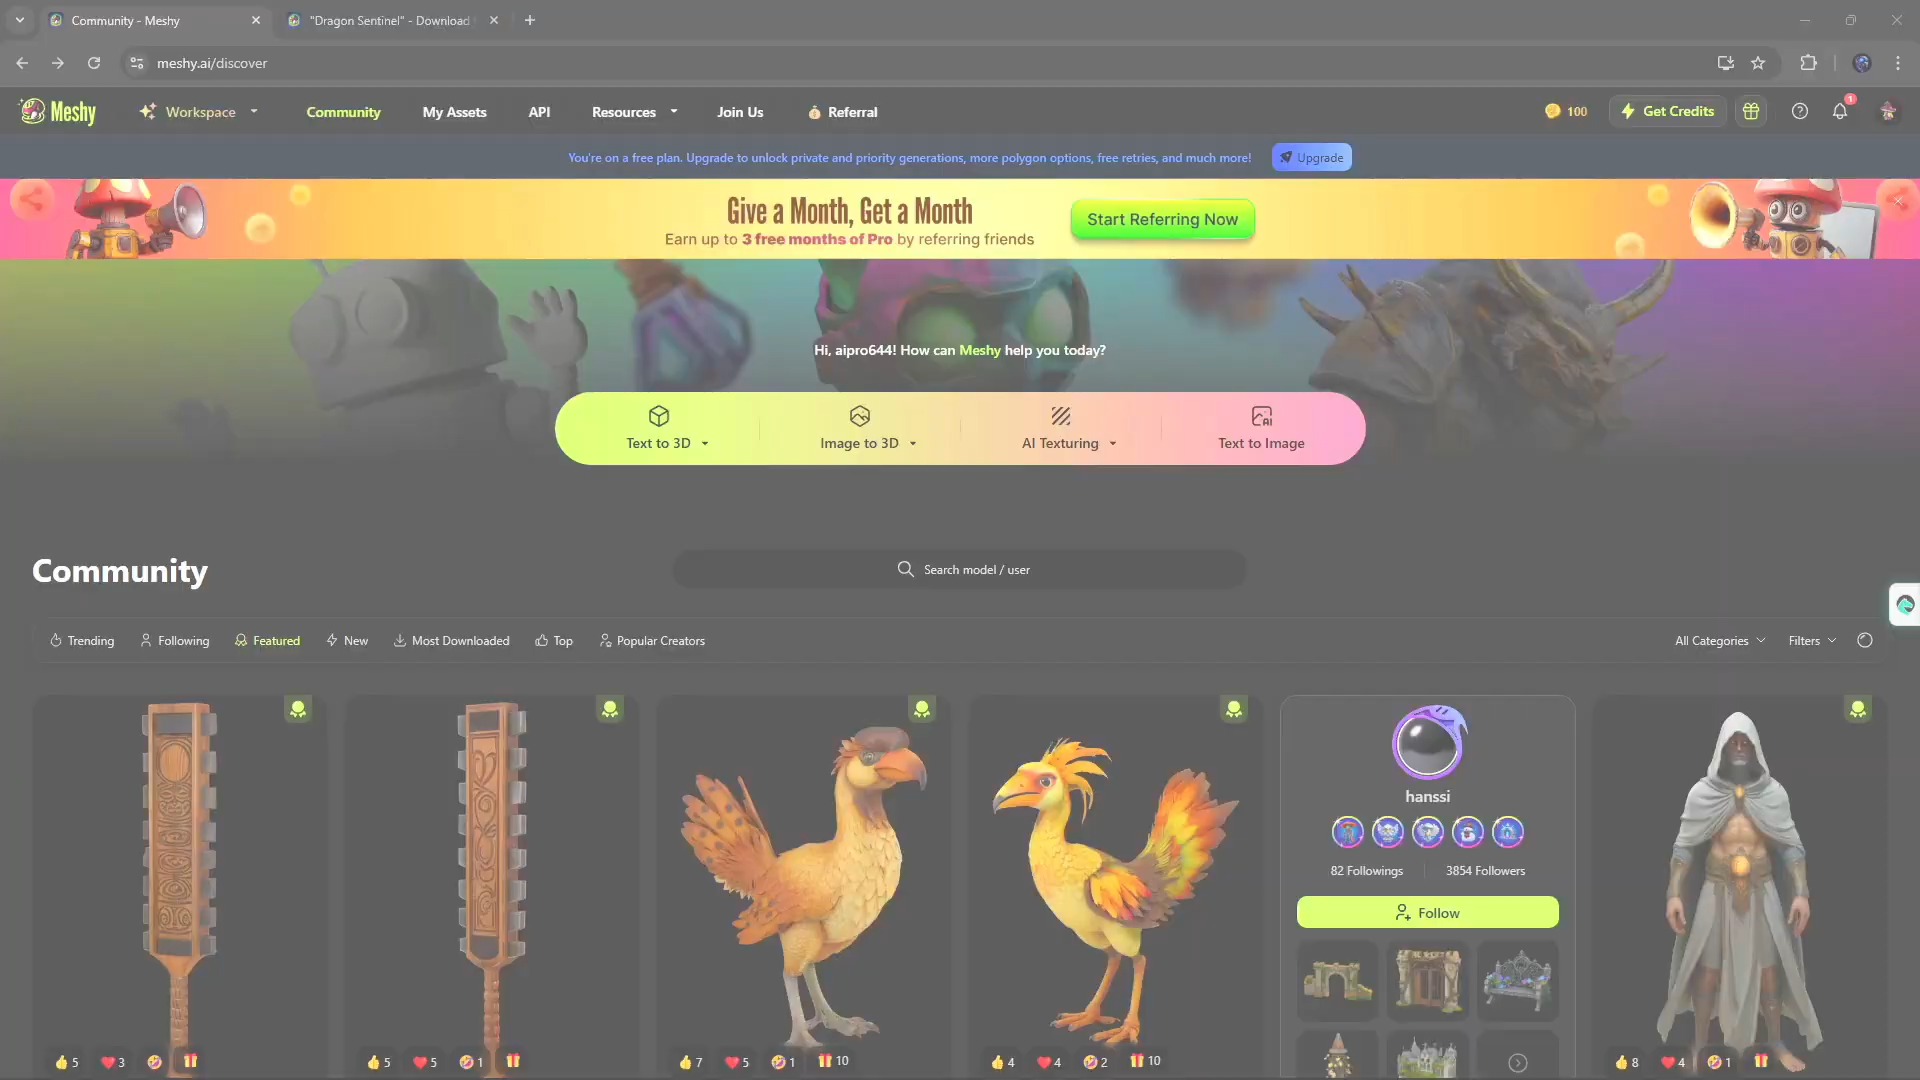 Community - Meshy
"Dragon Sentinel" - Download
meshy.ai/discover
Meshy
Workspace
Community
My Assets
API
Resources
Join Us
Referral
100
Get Credits
1
You're on a free plan. Upgrade to unlock private and priority generations, more polygon options, free retries, and much more!
Upgrade
Give a Month, Get a Month
Earn up to 3 free months of Pro by referring friends
Start Referring Now
Hi, aipro644! How can Meshy help you today?
Text to 3D
Image to 3D
AI Texturing
AI
Text to Image
Community
Search model / user
Trending
Following
Featured
New
Most Downloaded
Top
Popular Creators
All Categories
Filters
hanssi
82 Followings
3854 Followers
Follow
5 3
5 5 1
7 5 1 10
4 4 2 10
8 4 1